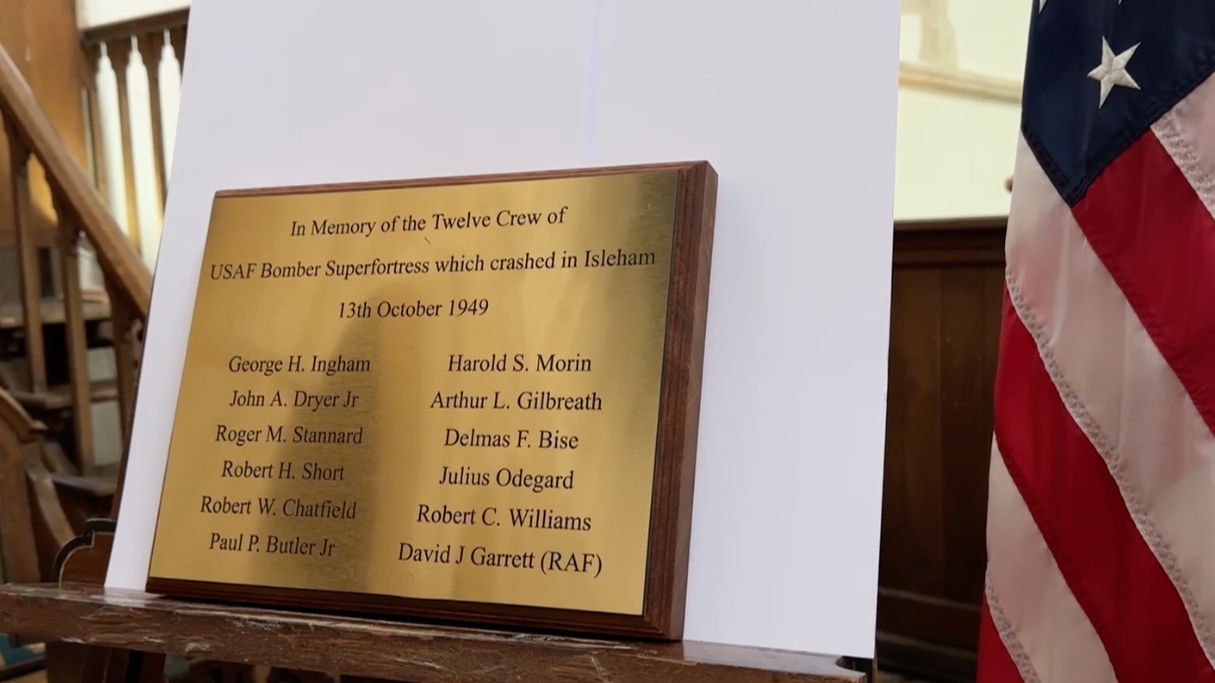 In Memory of the Twelve Crew of
USAF Bomber Superfortress which crashed in Isleham
13th October 1949
George H. Ingham
John A. Dryer Jr
Roger M. Stannard
Robert H. Short
Robert W. Chatfield
Paul P. Butler Jr
Harold S. Morin
Arthur L. Gilbreath
Delmas F. Bise
Julius Odegard
Robert C. Williams
David J Garrett (RAF)